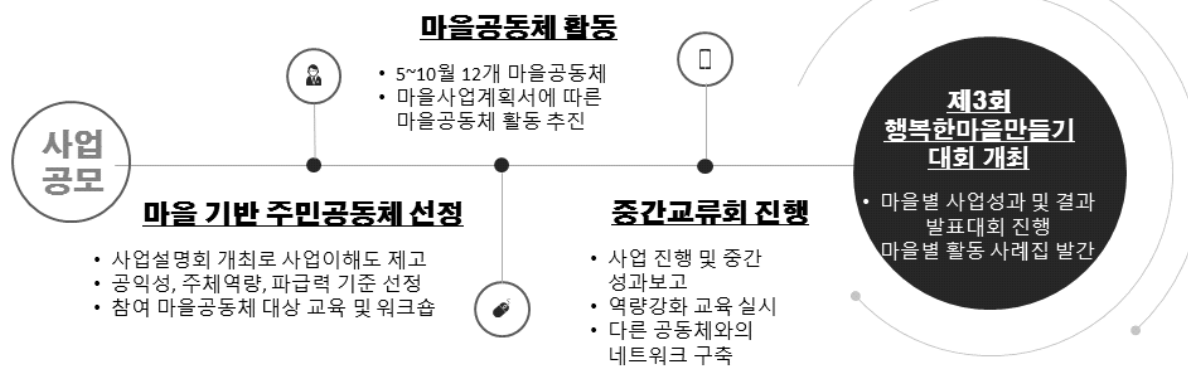 사업
공모
마을 기반 주민공동체 선정
• 사업설명회 개최로 사업이해도 제고
• 공익성, 주체역량, 파급력 기준 선정
• 참여 마을공동체 대상 교육 및 워크숍
마을공동체 활동
• 5~10월 12개 마을공동체
• 마을사업계획서에 따른
마을공동체 활동 추진
중간교류회 진행
• 사업 진행 및 중간
성과보고
• 역량강화 교육 실시
• 다른 공동체와의
네트워크 구축
제3회
행복한마을만들기
대회 개최
• 마을별 사업성과 및 결과
발표대회 진행
마을별 활동 사례집 발간